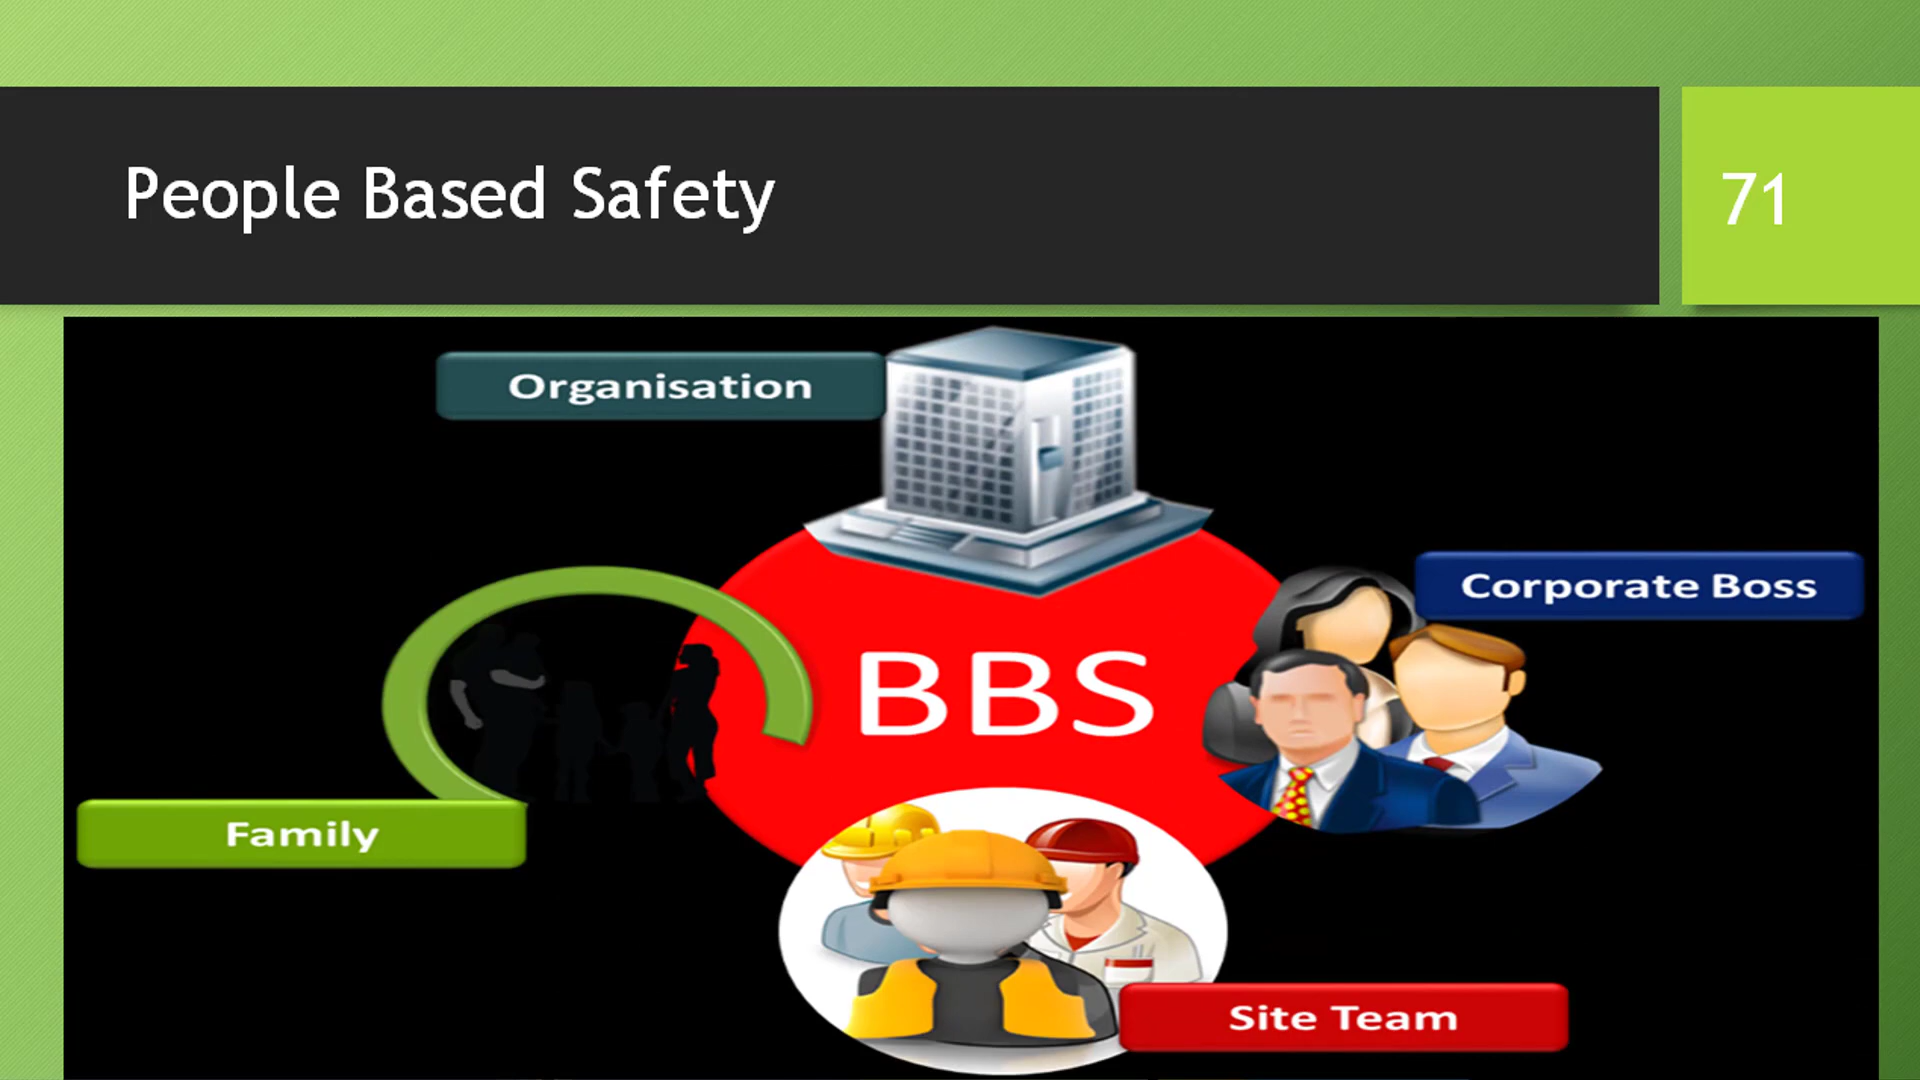 People Based Safety
71
Organisation
Corporate Boss
BBS
Family
Site Team